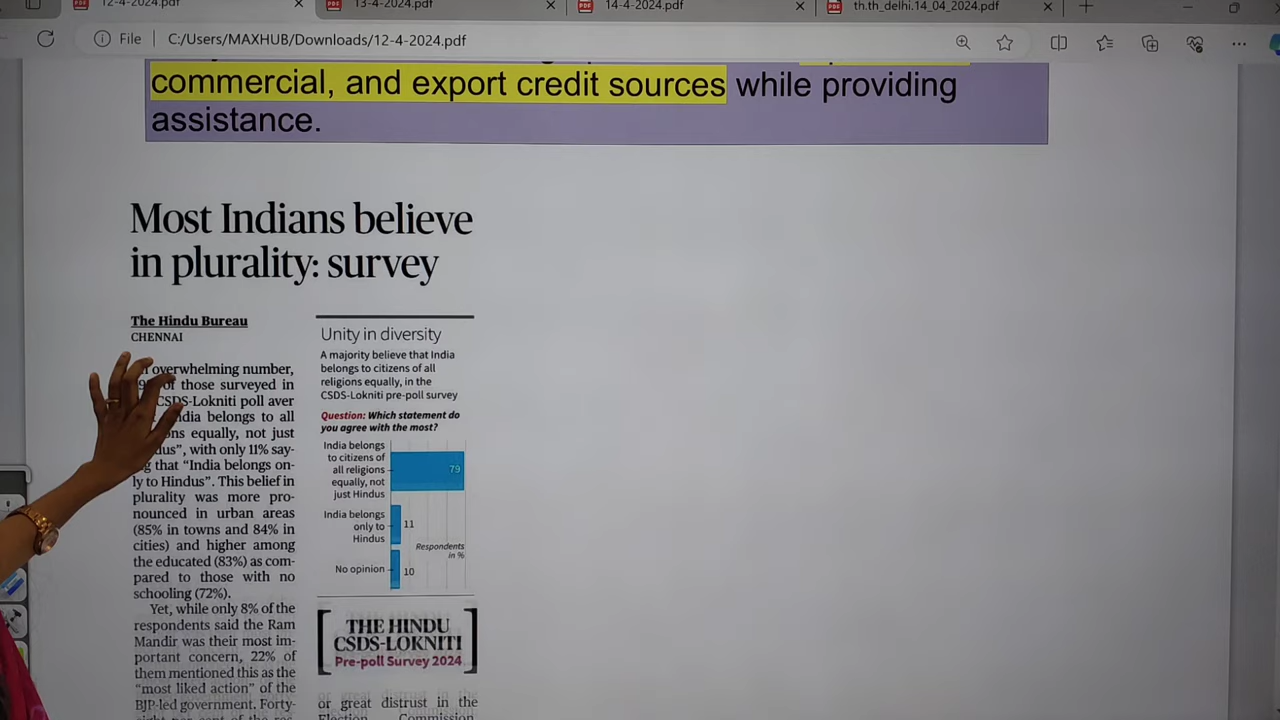 12-4-2024.pdf
13-4-2024.pdf
14-4-2024.pdf
th.th_delhi.14_04_2024.pdf
File
C:/Users/MAXHUB/Downloads/12-4-2024.pdf
commercial, and export credit sources while providing
assistance.
Most Indians believe
in plurality: survey
The Hindu Bureau
CHENNAI
overwhelming number,
of those surveyed in
CSDS-Lokniti poll aver
India belongs to all
equally, not just
with only 11% say-
that “India belongs on-
ly to Hindus”. This belief in
plurality was more pro-
nounced in urban areas
(85% in towns and 84% in
cities) and higher among
the educated (83%) as com-
pared to those with no
schooling (72%).
Yet, while only 8% of the
respondents said the Ram
Mandir was their most im-
portant concern, 22% of
them mentioned this as the
“most liked action” of the
BJP-led government. Forty-
Unity in diversity
A majority believe that India
belongs to citizens of all
religions equally, in the
CSDS-Lokniti pre-poll survey
Question: Which statement do
you agree with the most?
India belongs
to citizens of
all religions
equally, not
just Hindus
79
India belongs
only to
Hindus
11
Respondents
in %
No opinion
10
THE HINDU
CSDS-LOKNITI
Pre-poll Survey 2024
or great distrust in the
Election Commission